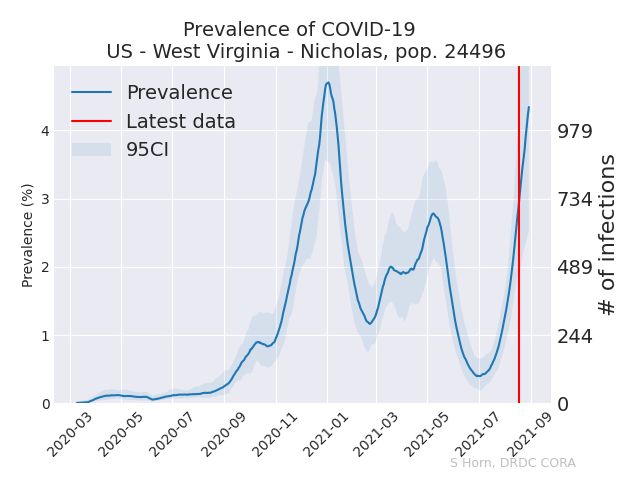 Prevalence of COVID-19
US - West Virginia - Nicholas, pop. 24496
Prevalence
Latest data
95CI
Prevalence (%)
4
3
2
1
0
979
734
489
244
0
# of infections
2020-03
2020-05
2020-07
2020-09
2020-11
2021-01
2021-03
2021-05
2021-07
2021-09
S Horn, DRDC CORA